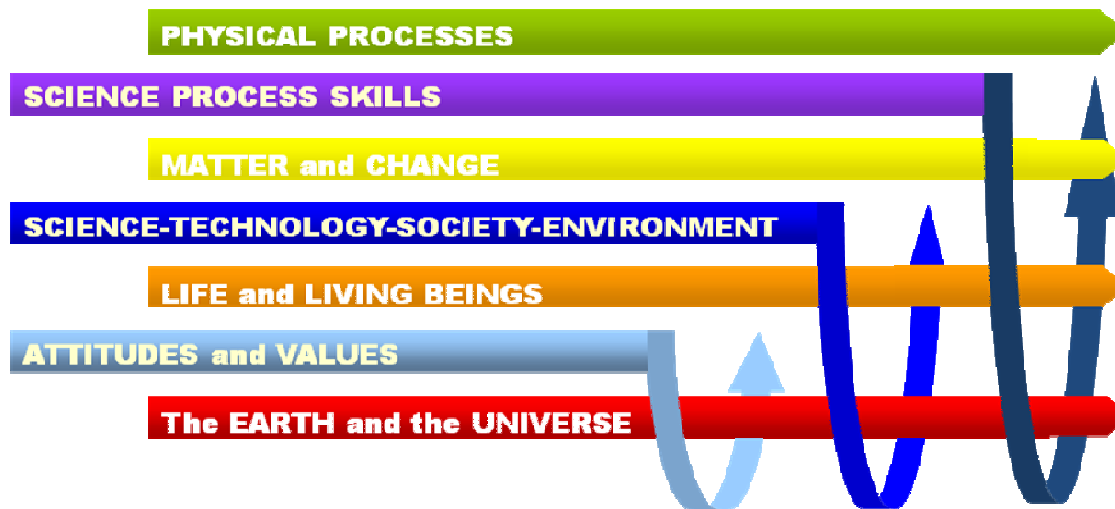 PHYSICAL PROCESSES
SCIENCE PROCESS SKILLS
MATTER and CHANGE
SCIENCE-TECHNOLOGY-SOCIETY-ENVIRONMENT
LIFE and LIVING BEINGS
ATTITUDES and VALUES
The EARTH and the UNIVERSE